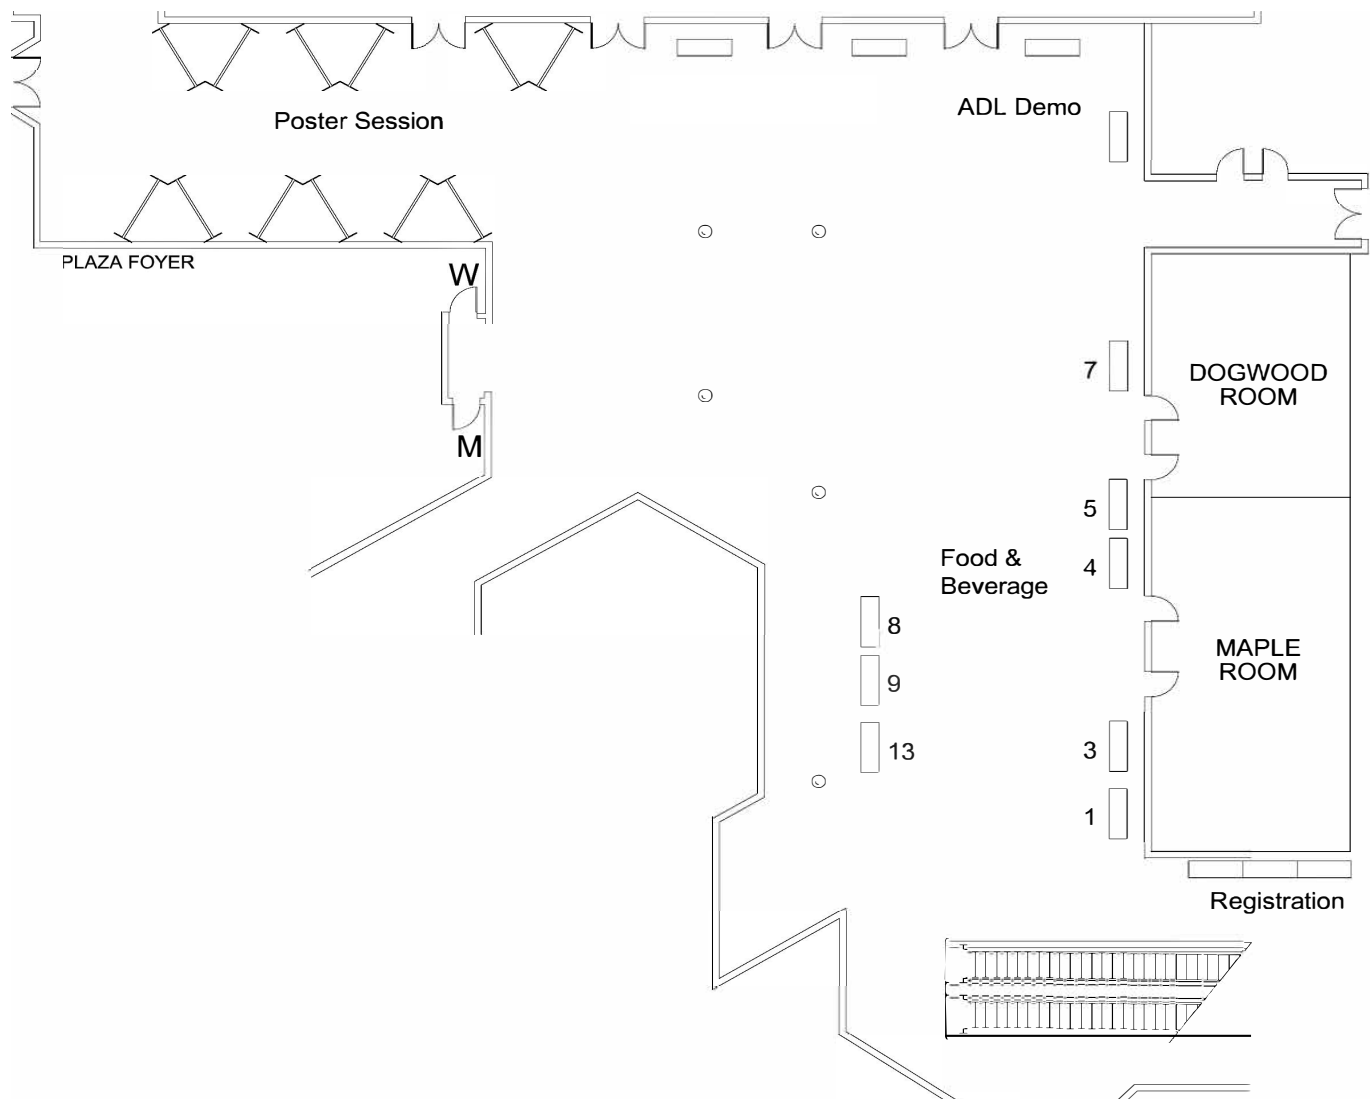 Poster Session
ADL Demo
PLAZA FOYER
W
M
7
DOGWOOD
ROOM
5
4
Food &
Beverage
8
9
13
MAPLE
ROOM
3
1
Registration